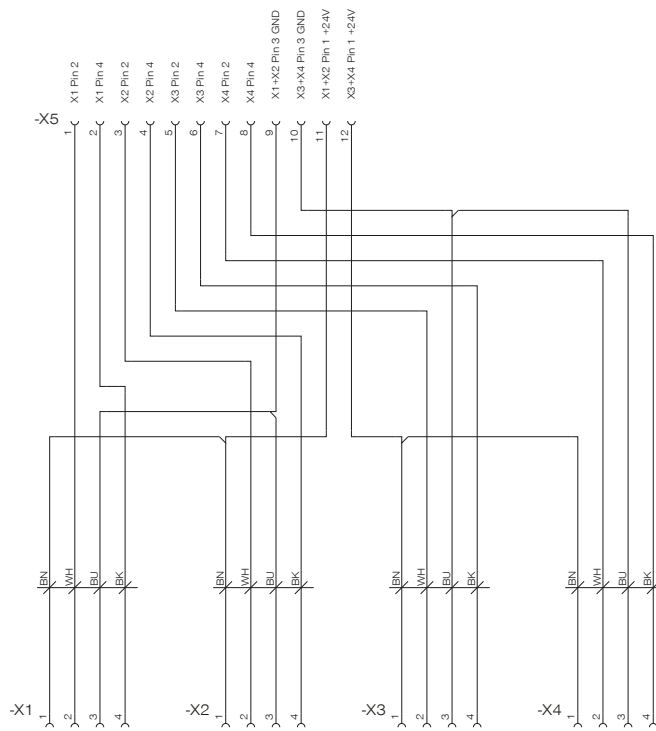 X1 Pin 2
X1 Pin 4
X2 Pin 2
X2 Pin 4
X3 Pin 2
X3 Pin 4
X4 Pin 2
X4 Pin 4
X1+X2 Pin 3 GND
X3+X4 Pin 3 GND
X1+X2 Pin 1 +24V
X3+X4 Pin 1 +24V
-X5
1
2
3
4
5
6
7
8
9
10
11
12
BN
WH
BU
BK
BN
WH
BU
BK
BN
WH
BU
BK
BN
WH
BU
BK
-X1
1
2
3
4
-X2
1
2
3
4
-X3
1
2
3
4
-X4
1
2
3
4